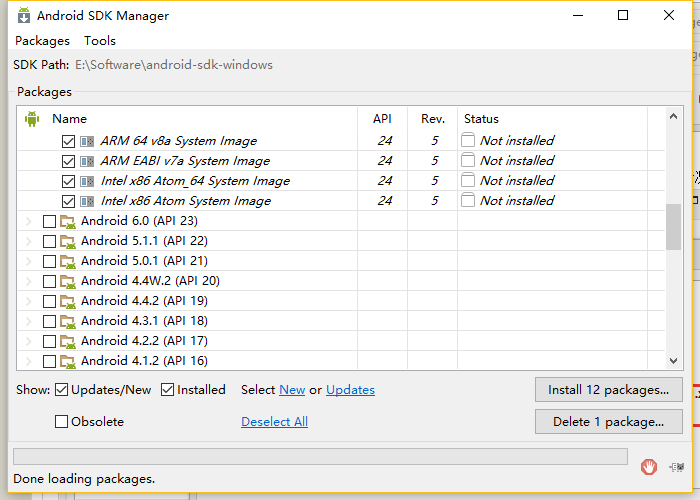 Android SDK Manager
Packages Tools
SDK Path: E:\Software\android-sdk-windows
Packages
Name API Rev. Status
ARM 64 v8a System Image 24 5 Not installed
ARM EABI v7a System Image 24 5 Not installed
Intel x86 Atom_64 System Image 24 5 Not installed
Intel x86 Atom System Image 24 5 Not installed
Android 6.0 (API 23)
Android 5.1.1 (API 22)
Android 5.0.1 (API 21)
Android 4.4W.2 (API 20)
Android 4.4.2 (API 19)
Android 4.3.1 (API 18)
Android 4.2.2 (API 17)
Android 4.1.2 (API 16)
Show: Updates/New Installed Select New or Updates Install 12 packages...
Obsolete Deselect All Delete 1 package...
Done loading packages.